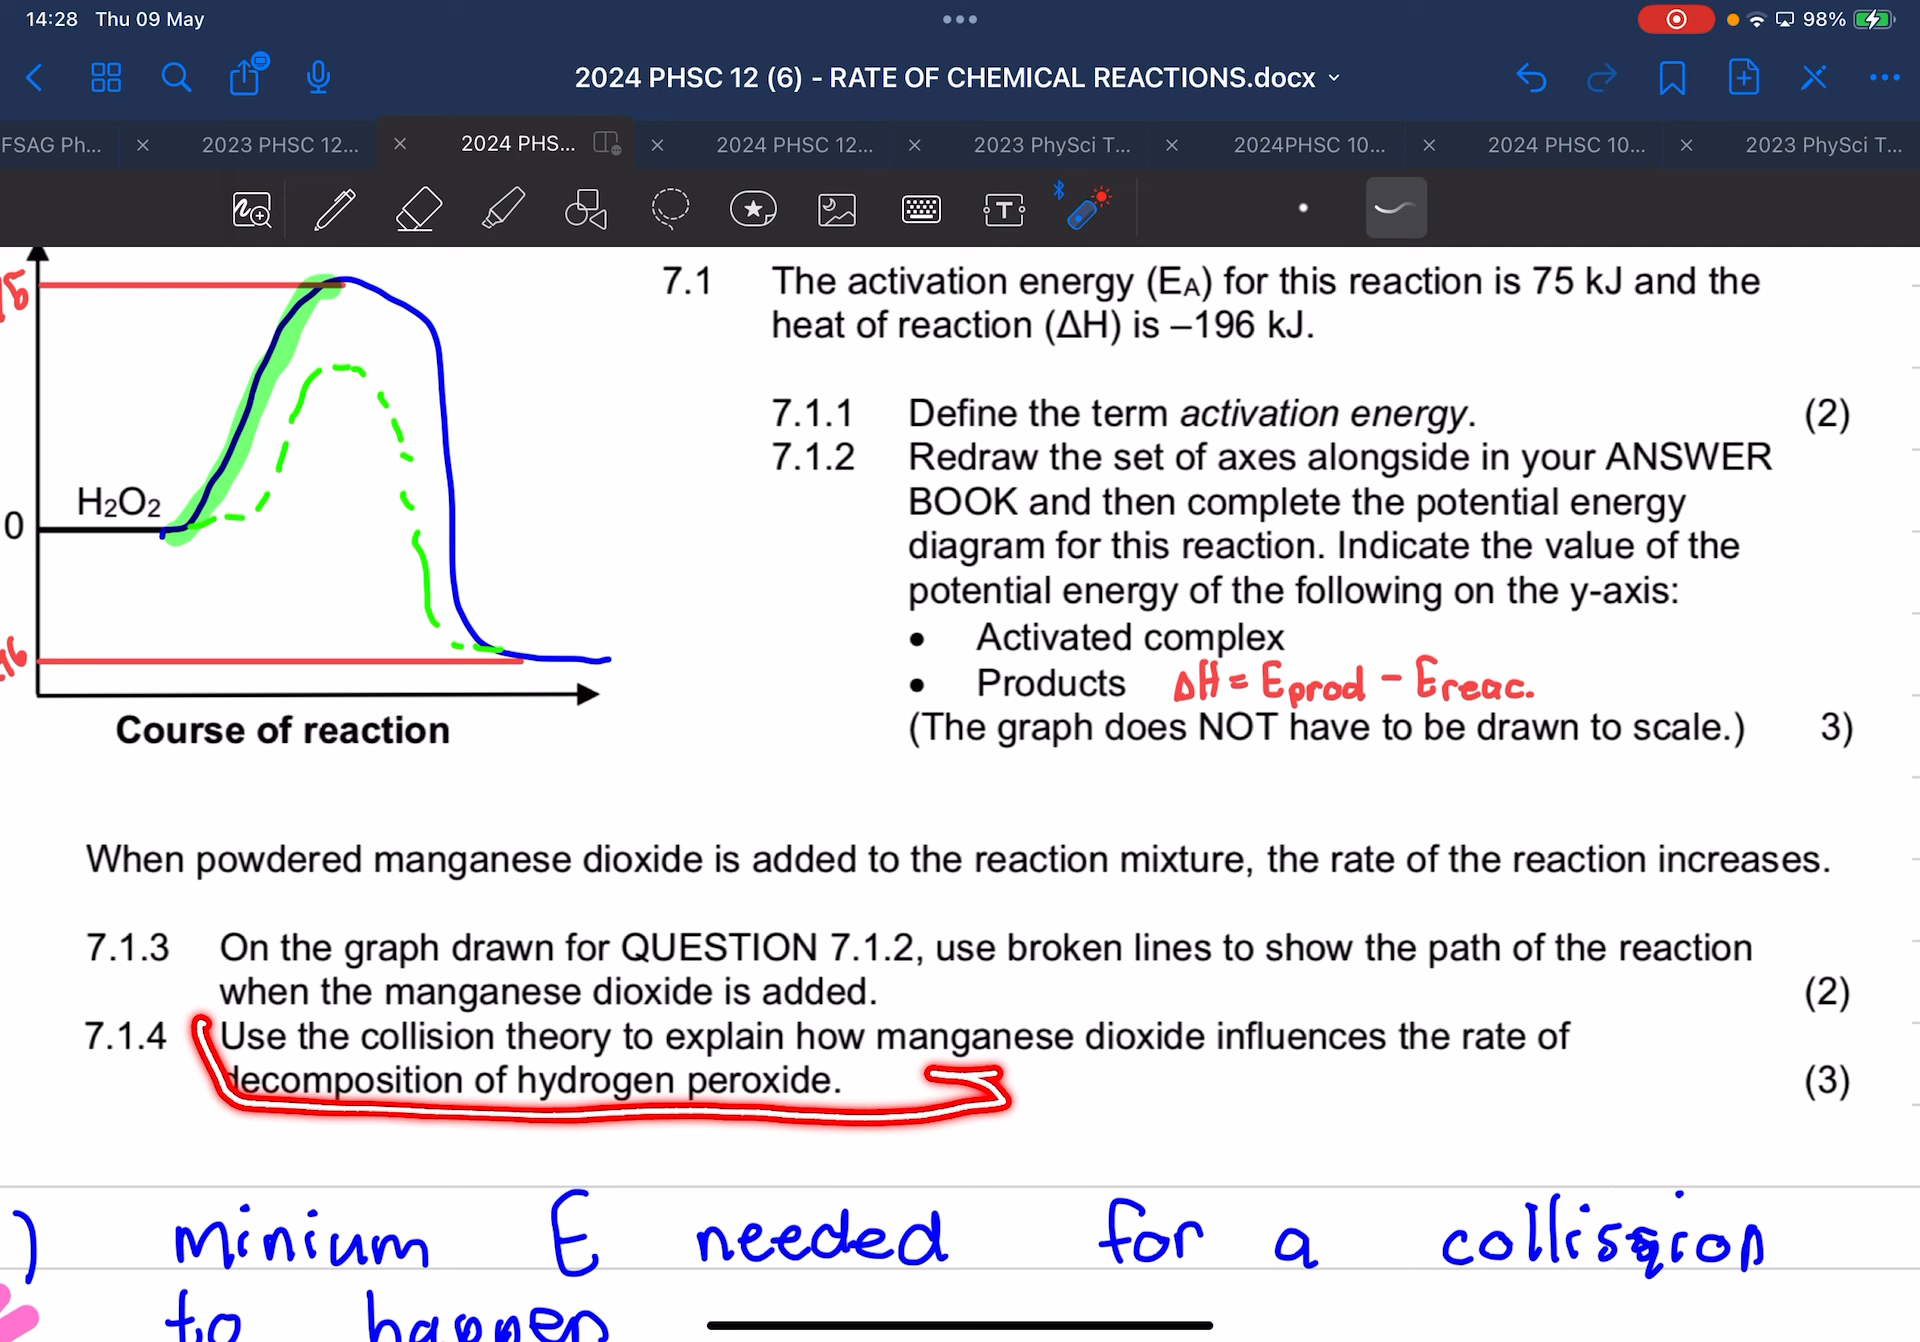 14:28 Thu 09 May
98%
2024 PHSC 12 (6) - RATE OF CHEMICAL REACTIONS.docx
FSAG Ph... 2023 PHSC 12... 2024 PHS... 2024 PHSC 12... 2023 PhySci T... 2024PHSC 10... 2024 PHSC 10... 2023 PhySci T...
T
7.1 The activation energy (EA) for this reaction is 75 kJ and the
heat of reaction (ΔH) is –196 kJ.
7.1.1 Define the term activation energy. (2)
7.1.2 Redraw the set of axes alongside in your ANSWER
BOOK and then complete the potential energy
diagram for this reaction. Indicate the value of the
potential energy of the following on the y-axis:
• Activated complex
• Products ΔH = Eprod - Ereac.
(The graph does NOT have to be drawn to scale.) 3)
H2O2
0
Course of reaction
When powdered manganese dioxide is added to the reaction mixture, the rate of the reaction increases.
7.1.3 On the graph drawn for QUESTION 7.1.2, use broken lines to show the path of the reaction
when the manganese dioxide is added. (2)
7.1.4 Use the collision theory to explain how manganese dioxide influences the rate of
decomposition of hydrogen peroxide. (3)
) minium E needed for a collision
to happen